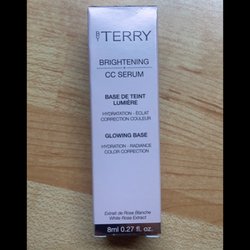 BY TERRY
BRIGHTENING
CC SERUM
BASE DE TEINT
LUMIÈRE
HYDRATATION - ÉCLAT
CORRECTION COULEUR
GLOWING BASE
HYDRATION - RADIANCE
COLOR CORRECTION
Extrait de Rose Blanche
White Rose Extract
8ml 0.27 fl. oz.